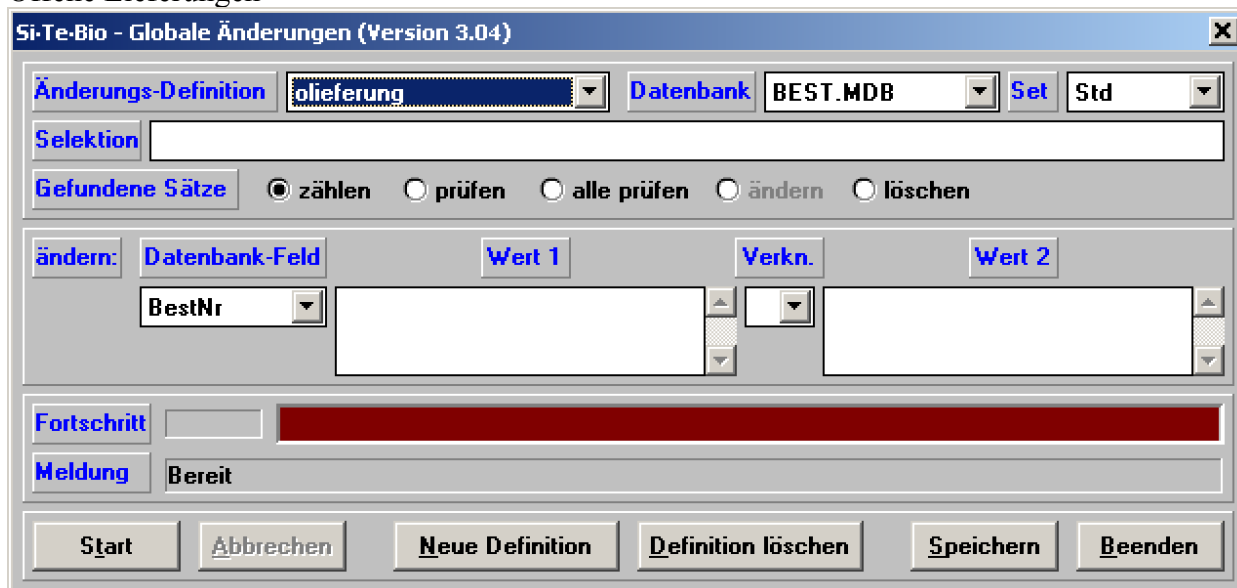 Offene Lieferungen
Si-Te-Bio - Globale Änderungen (Version 3.04)
Änderungs-Definition olieferung Datenbank BEST.MDB Set Std
Selektion
Gefundene Sätze zählen prüfen alle prüfen ändern löschen
ändern: Datenbank-Feld Wert 1 Verkn. Wert 2
BestNr
Fortschritt
Meldung Bereit
Start Abbrechen Neue Definition Definition löschen Speichern Beenden